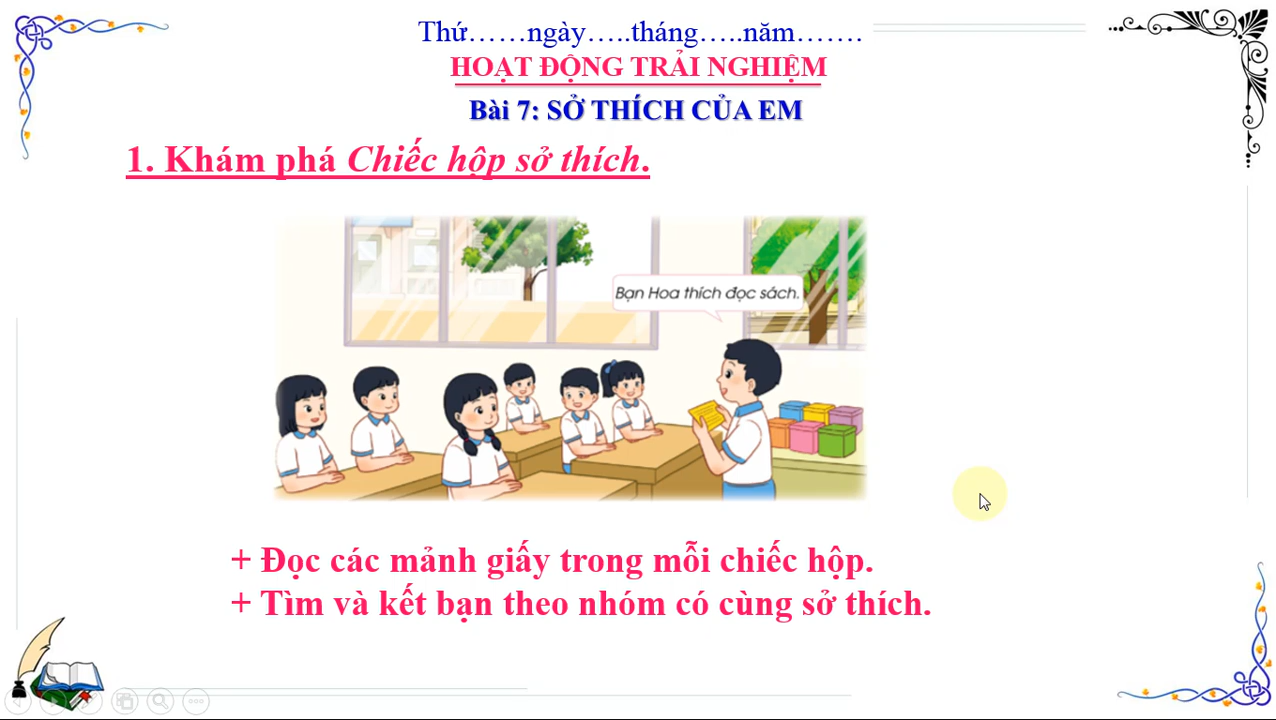 Thứ……ngày…..tháng…..năm…….
HOẠT ĐỘNG TRẢI NGHIỆM
Bài 7: SỞ THÍCH CỦA EM
1. Khám phá Chiếc hộp sở thích.
Bạn Hoa thích đọc sách.
+ Đọc các mảnh giấy trong mỗi chiếc hộp.
+ Tìm và kết bạn theo nhóm có cùng sở thích.